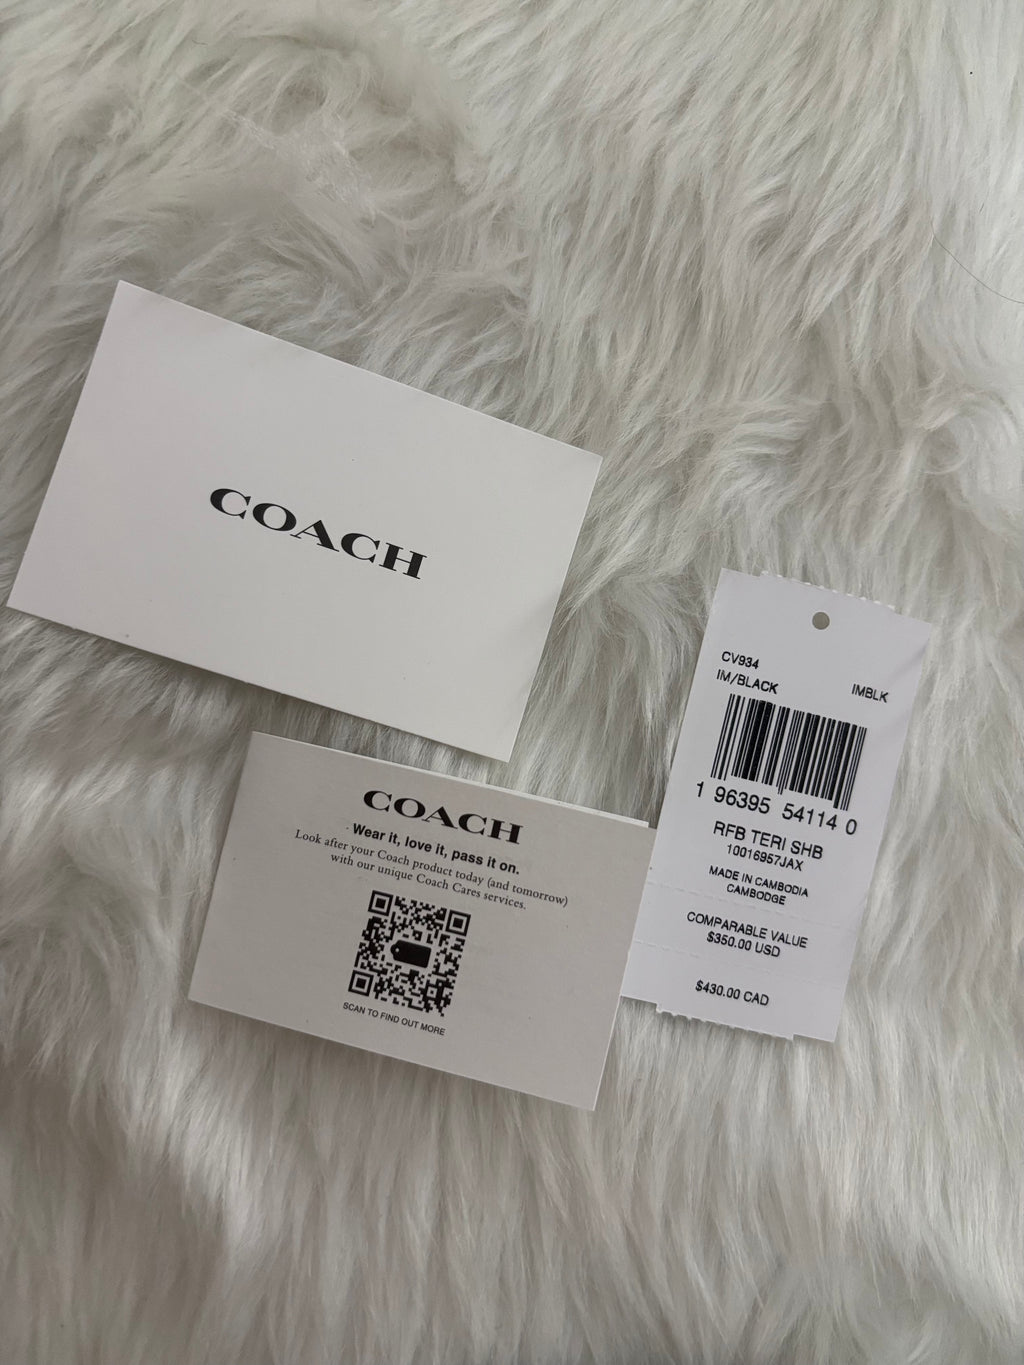 COACH
COACH
Wear it, love it, pass it on.
Look after your Coach product today (and tomorrow)
with our unique Coach Cares services.
SCAN TO FIND OUT MORE
CV934
IM/BLACK IMBLK
1 96395 54114 0
RFB TERI SHB
10016957JAX
MADE IN CAMBODIA
CAMBODGE
COMPARABLE VALUE
$350.00 USD
$430.00 CAD